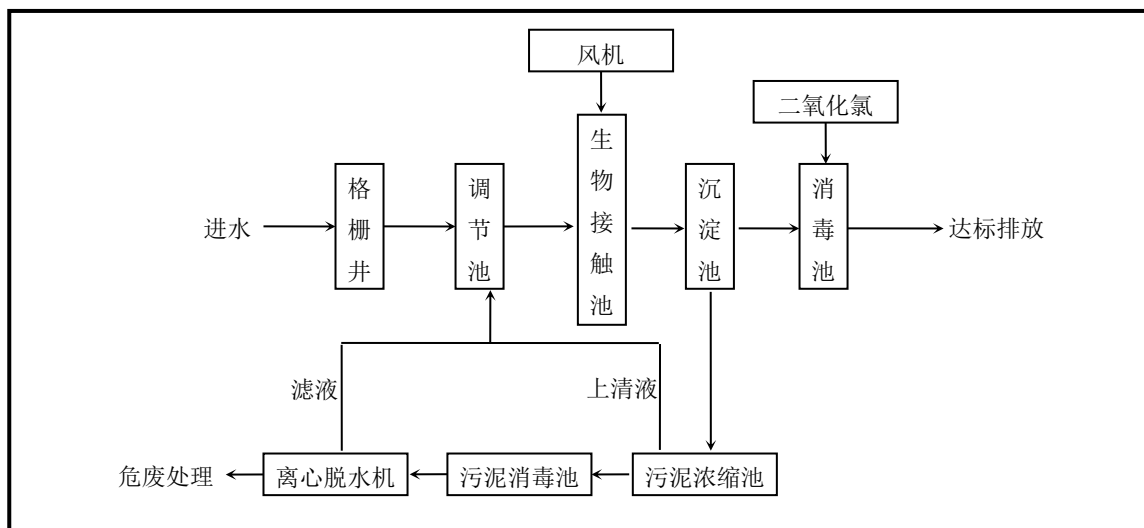 风机
二氧化氯
进水
格栅井
调节池
生物接触池
沉淀池
消毒池
达标排放
滤液
上清液
危废处理
离心脱水机
污泥消毒池
污泥浓缩池